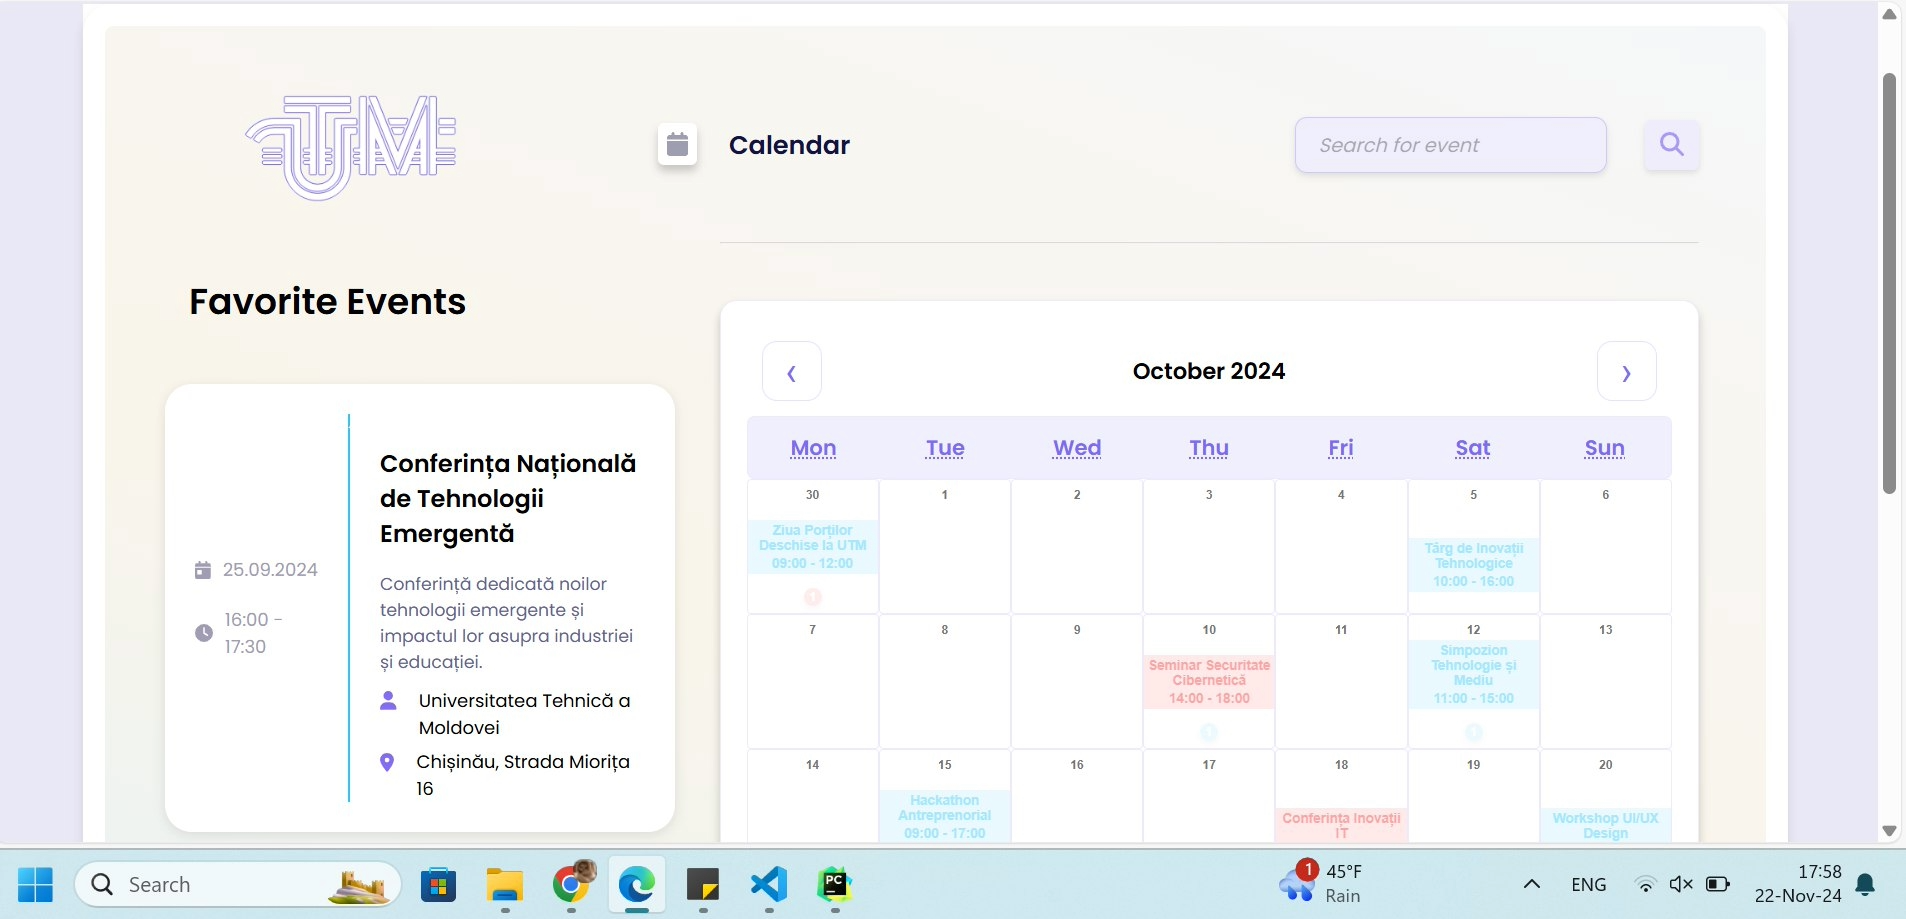 UTM
Calendar
Search for event
Favorite Events
Conferința Națională
de Tehnologii
Emergentă
25.09.2024
16:00 -
17:30
Conferință dedicată noilor
tehnologii emergente și
impactul lor asupra industriei
și educației.
Universitatea Tehnică a
Moldovei
Chișinău, Strada Miorița
16
‹
October 2024
›
Mon Tue Wed Thu Fri Sat Sun
30 1 2 3 4 5 6
Ziua Porților
Deschise la UTM
09:00 - 12:00
1
Târg de Inovații
Tehnologice
10:00 - 16:00
7 8 9 10 11 12 13
Seminar Securitate
Cibernetică
14:00 - 18:00
1
Simpozion
Tehnologie și
Mediu
11:00 - 15:00
1
14 15 16 17 18 19 20
Hackathon
Antreprenorial
09:00 - 17:00
Conferința Inovații
IT
Workshop UI/UX
Design
Search
PC
1
45°F
Rain
ENG
17:58
22-Nov-24